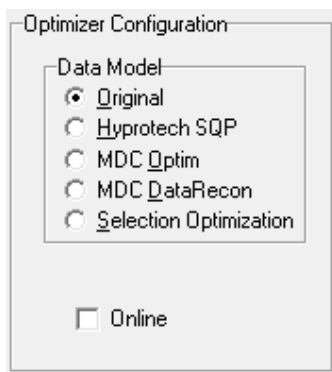 Optimizer Configuration
Data Model
Original
Hyprotech SQP
MDC Optim
MDC DataRecon
Selection Optimization
Online